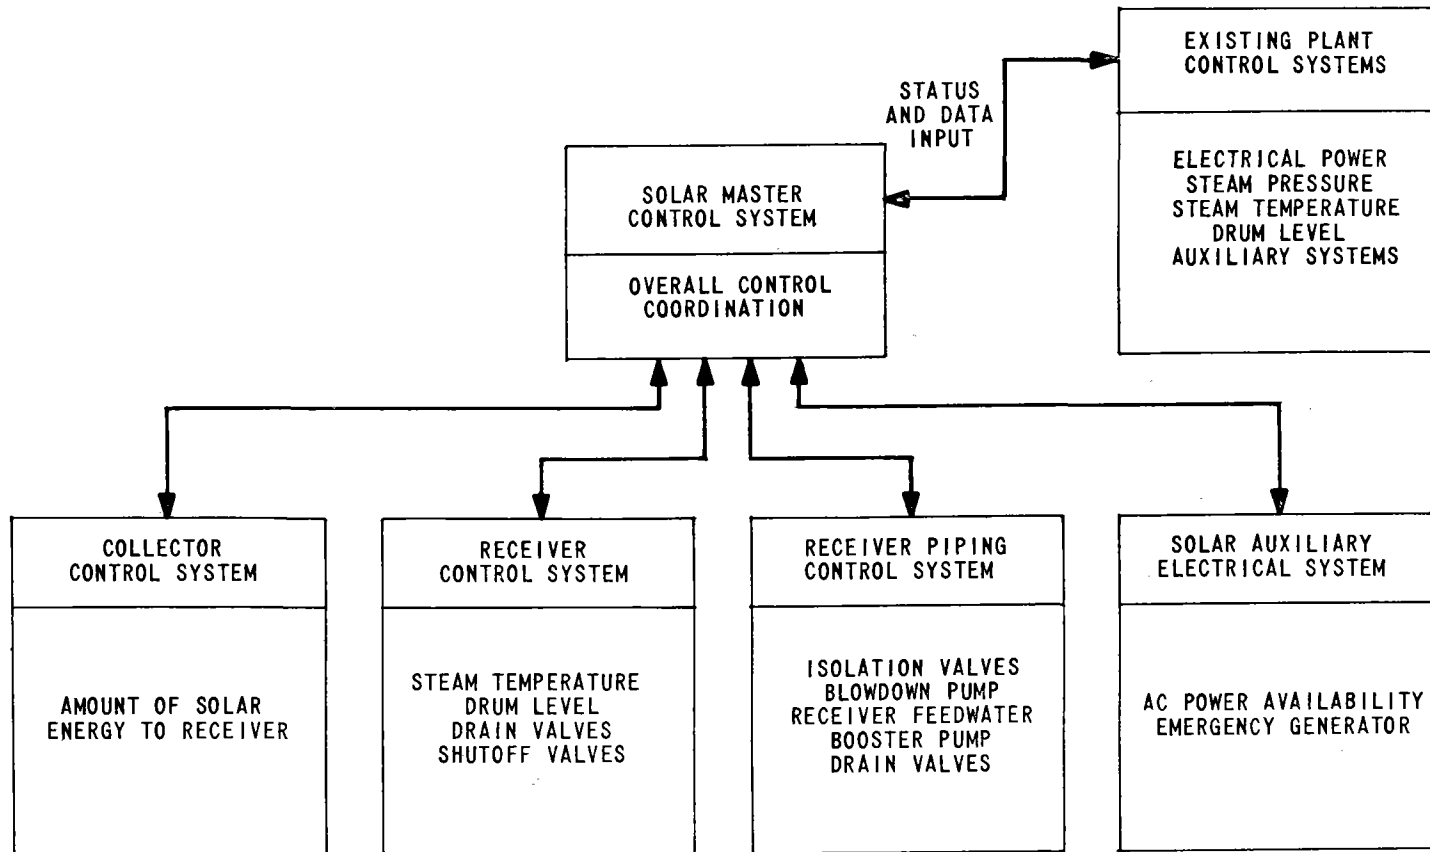 EXISTING PLANT
CONTROL SYSTEMS
STATUS
AND DATA
INPUT
ELECTRICAL POWER
STEAM PRESSURE
STEAM TEMPERATURE
DRUM LEVEL
AUXILIARY SYSTEMS
SOLAR MASTER
CONTROL SYSTEM
OVERALL CONTROL
COORDINATION
COLLECTOR
CONTROL SYSTEM
AMOUNT OF SOLAR
ENERGY TO RECEIVER
RECEIVER
CONTROL SYSTEM
STEAM TEMPERATURE
DRUM LEVEL
DRAIN VALVES
SHUTOFF VALVES
RECEIVER PIPING
CONTROL SYSTEM
ISOLATION VALVES
BLOWDOWN PUMP
RECEIVER FEEDWATER
BOOSTER PUMP
DRAIN VALVES
SOLAR AUXILIARY
ELECTRICAL SYSTEM
AC POWER AVAILABILITY
EMERGENCY GENERATOR